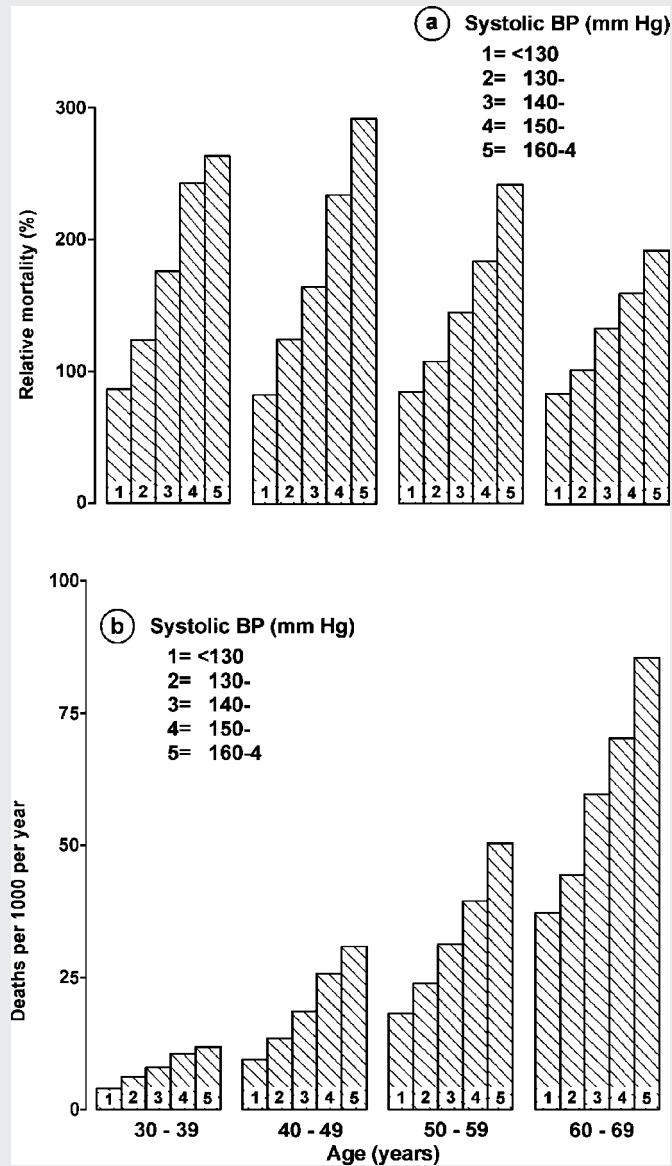 a Systolic BP (mm Hg)
1= <130
2= 130-
3= 140-
4= 150-
5= 160-4
Relative mortality (%)
300
200
100
0
1 2 3 4 5 1 2 3 4 5 1 2 3 4 5 1 2 3 4 5
b Systolic BP (mm Hg)
1= <130
2= 130-
3= 140-
4= 150-
5= 160-4
Deaths per 1000 per year
100
75
50
25
0
1 2 3 4 5 1 2 3 4 5 1 2 3 4 5 1 2 3 4 5
30 - 39 40 - 49 50 - 59 60 - 69
Age (years)